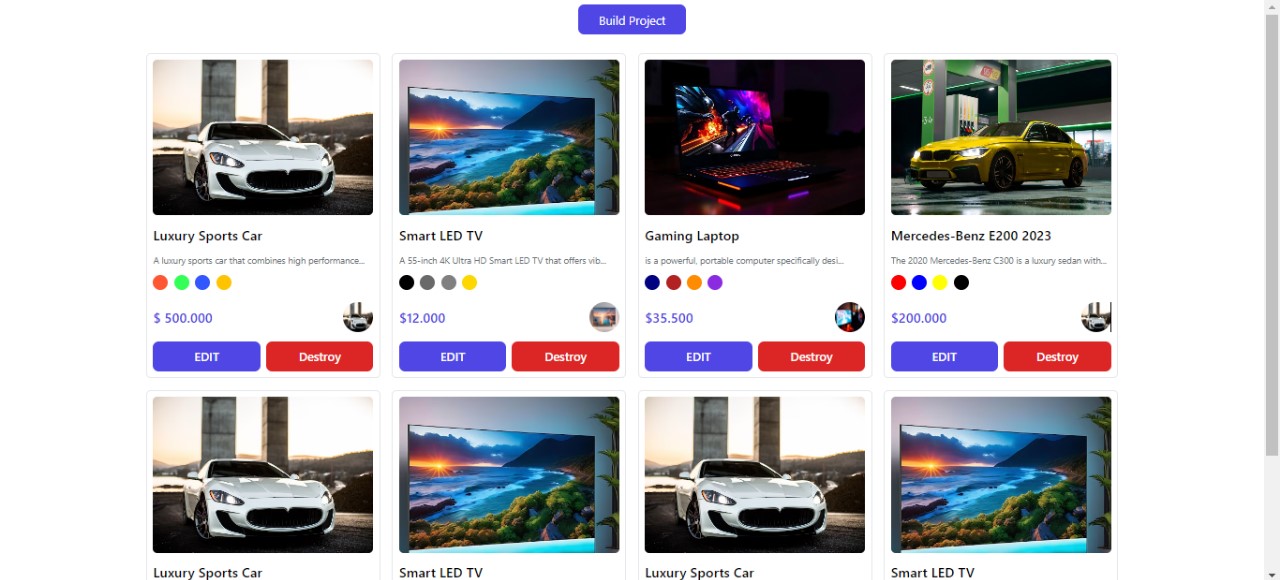 Build Project
Luxury Sports Car
A luxury sports car that combines high performance...
$ 500.000
EDIT
Destroy
Smart LED TV
A 55-inch 4K Ultra HD Smart LED TV that offers vib...
$12.000
EDIT
Destroy
Gaming Laptop
is a powerful, portable computer specifically desi...
$35.500
EDIT
Destroy
Mercedes-Benz E200 2023
The 2020 Mercedes-Benz C300 is a luxury sedan with...
$200.000
EDIT
Destroy
Luxury Sports Car
Smart LED TV
Luxury Sports Car
Smart LED TV